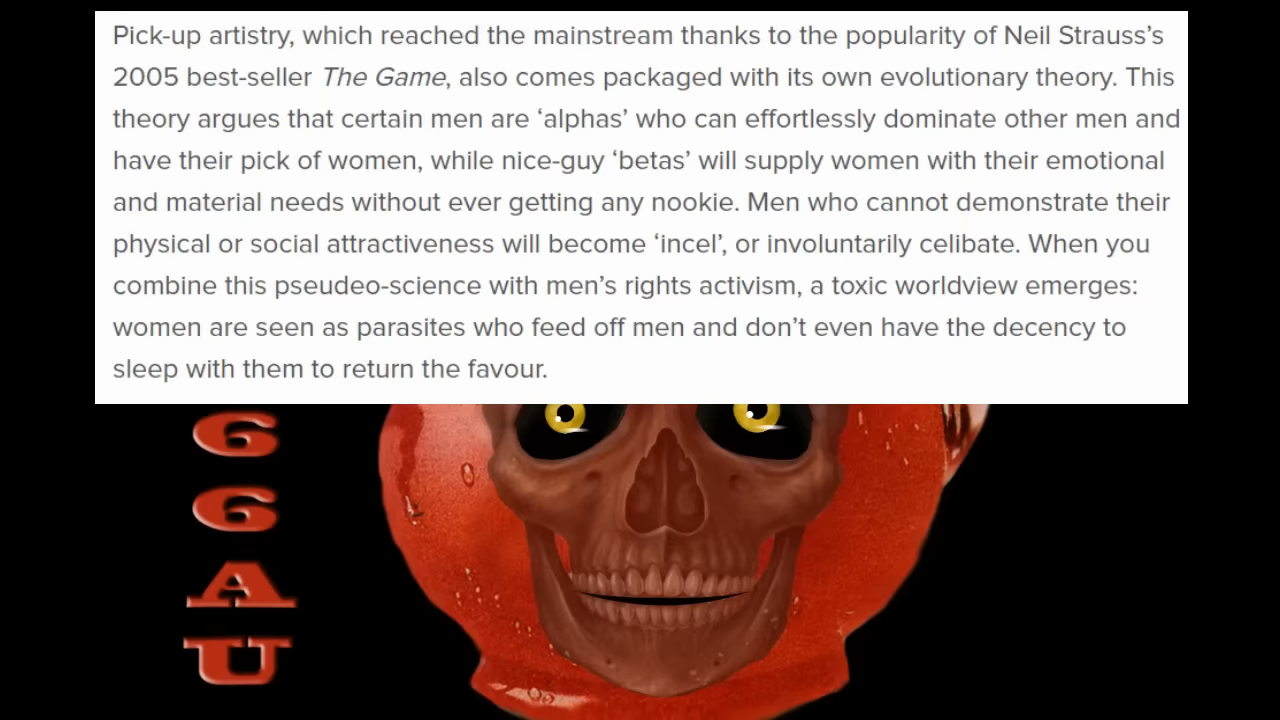 Pick-up artistry, which reached the mainstream thanks to the popularity of Neil Strauss’s
2005 best-seller The Game, also comes packaged with its own evolutionary theory. This
theory argues that certain men are ‘alphas’ who can effortlessly dominate other men and
have their pick of women, while nice-guy ‘betas’ will supply women with their emotional
and material needs without ever getting any nookie. Men who cannot demonstrate their
physical or social attractiveness will become ‘incel’, or involuntarily celibate. When you
combine this pseudeo-science with men’s rights activism, a toxic worldview emerges:
women are seen as parasites who feed off men and don’t even have the decency to
sleep with them to return the favour.
6
6
A
U